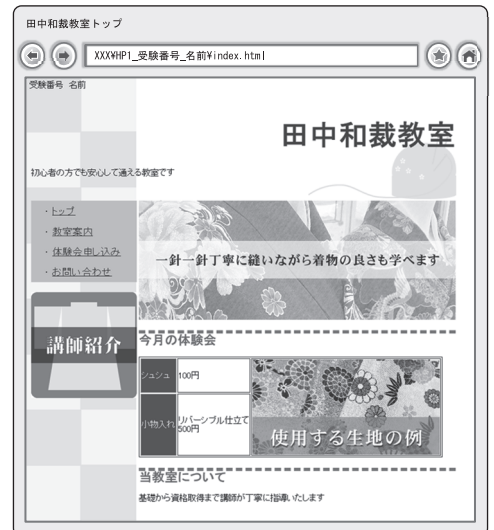 田中和裁教室トップ
XXX¥HP1_受験番号_名前¥index.html
受験番号 名前
田中和裁教室
初心者の方でも安心して通える教室です
・トップ
・教室案内
・体験会申し込み
・お問い合わせ
一針一針丁寧に縫いながら着物の良さも学べます
講師紹介
今月の体験会
シュシュ 100円
小物入れ リバーシブル仕立て
500円
使用する生地の例
当教室について
基礎から資格取得まで講師が丁寧に指導いたします